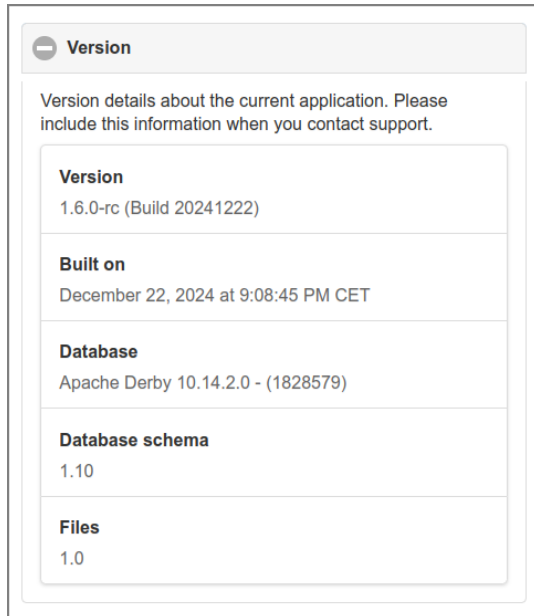 Version
Version details about the current application. Please
include this information when you contact support.
Version
1.6.0-rc (Build 20241222)
Built on
December 22, 2024 at 9:08:45 PM CET
Database
Apache Derby 10.14.2.0 - (1828579)
Database schema
1.10
Files
1.0